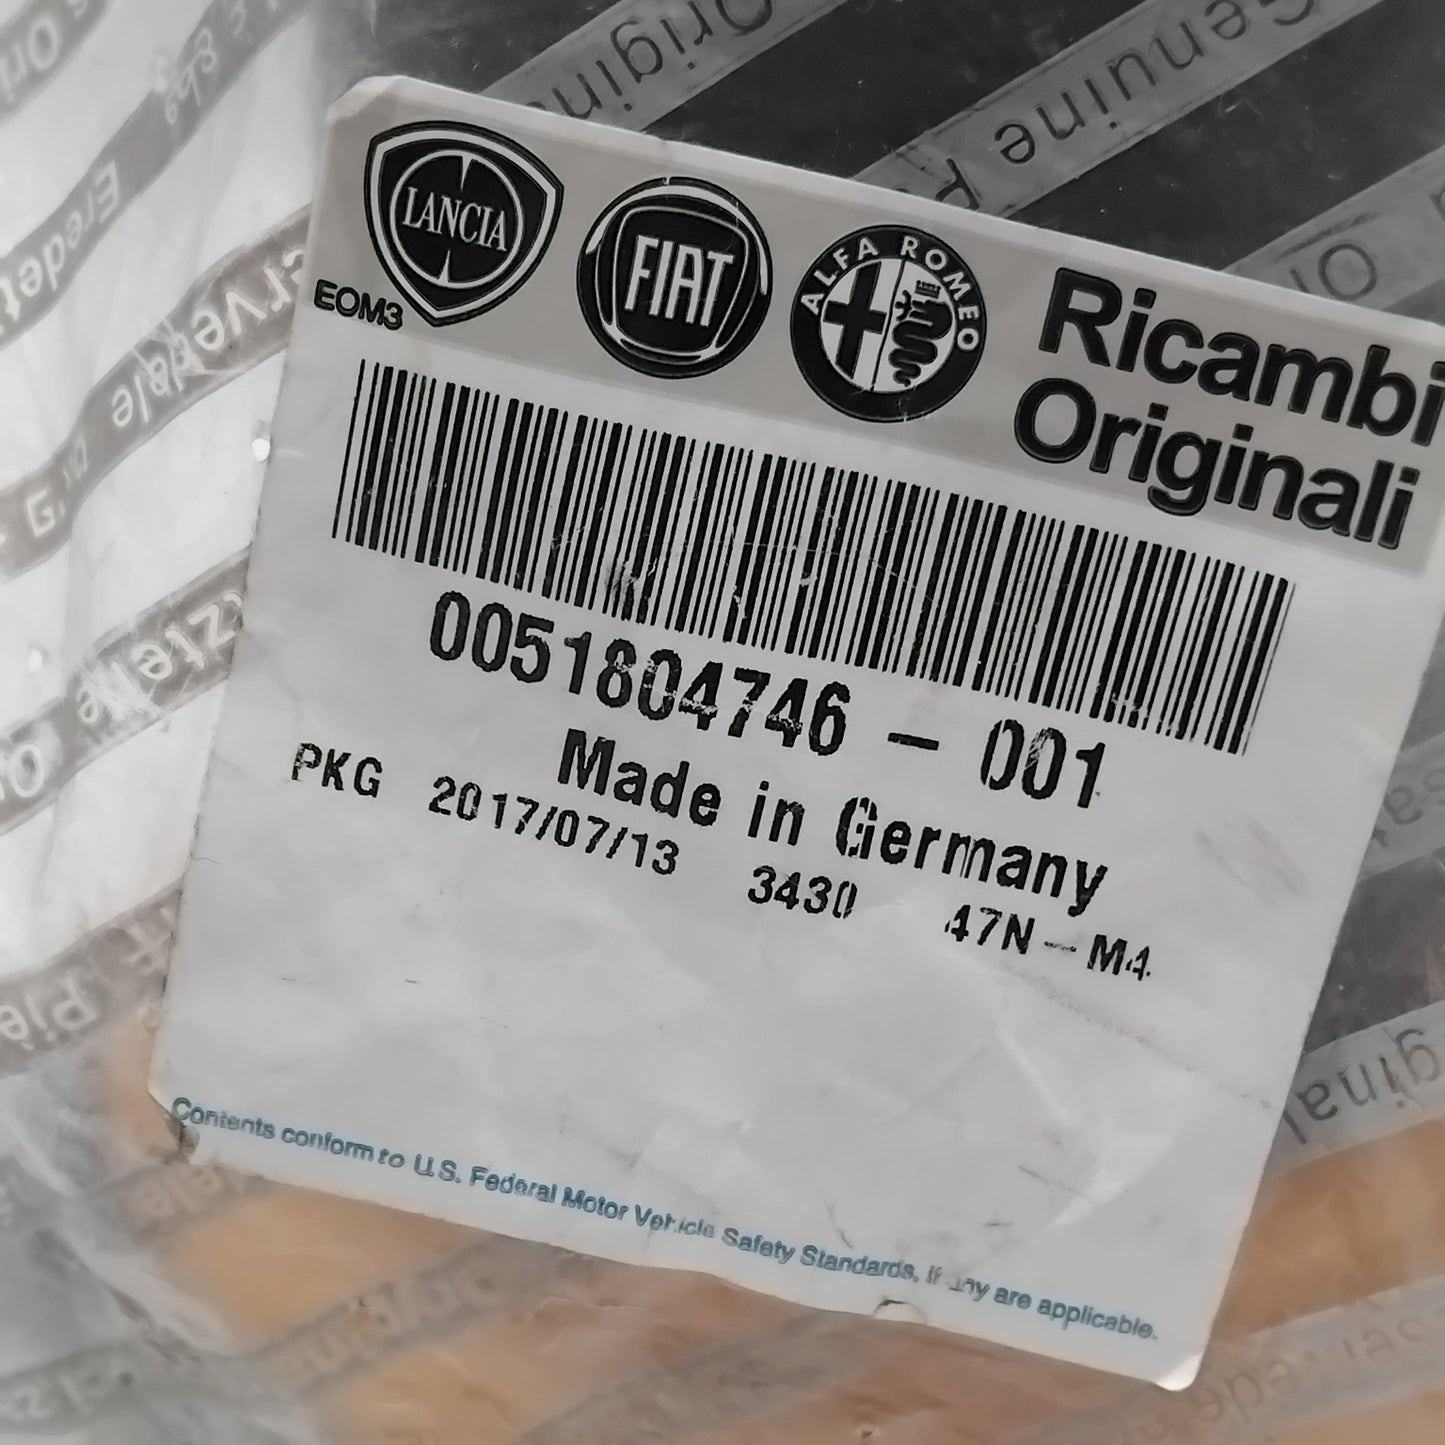 LANCIA
FIAT
ALFA ROMEO
EOM3
Ricambi
Originali
0051804746 - 001
Made in Germany
PKG 2017/07/13 3430 47N-M4
Contents conform to U.S. Federal Motor Vehicle Safety Standards, if any are applicable.
Genuine